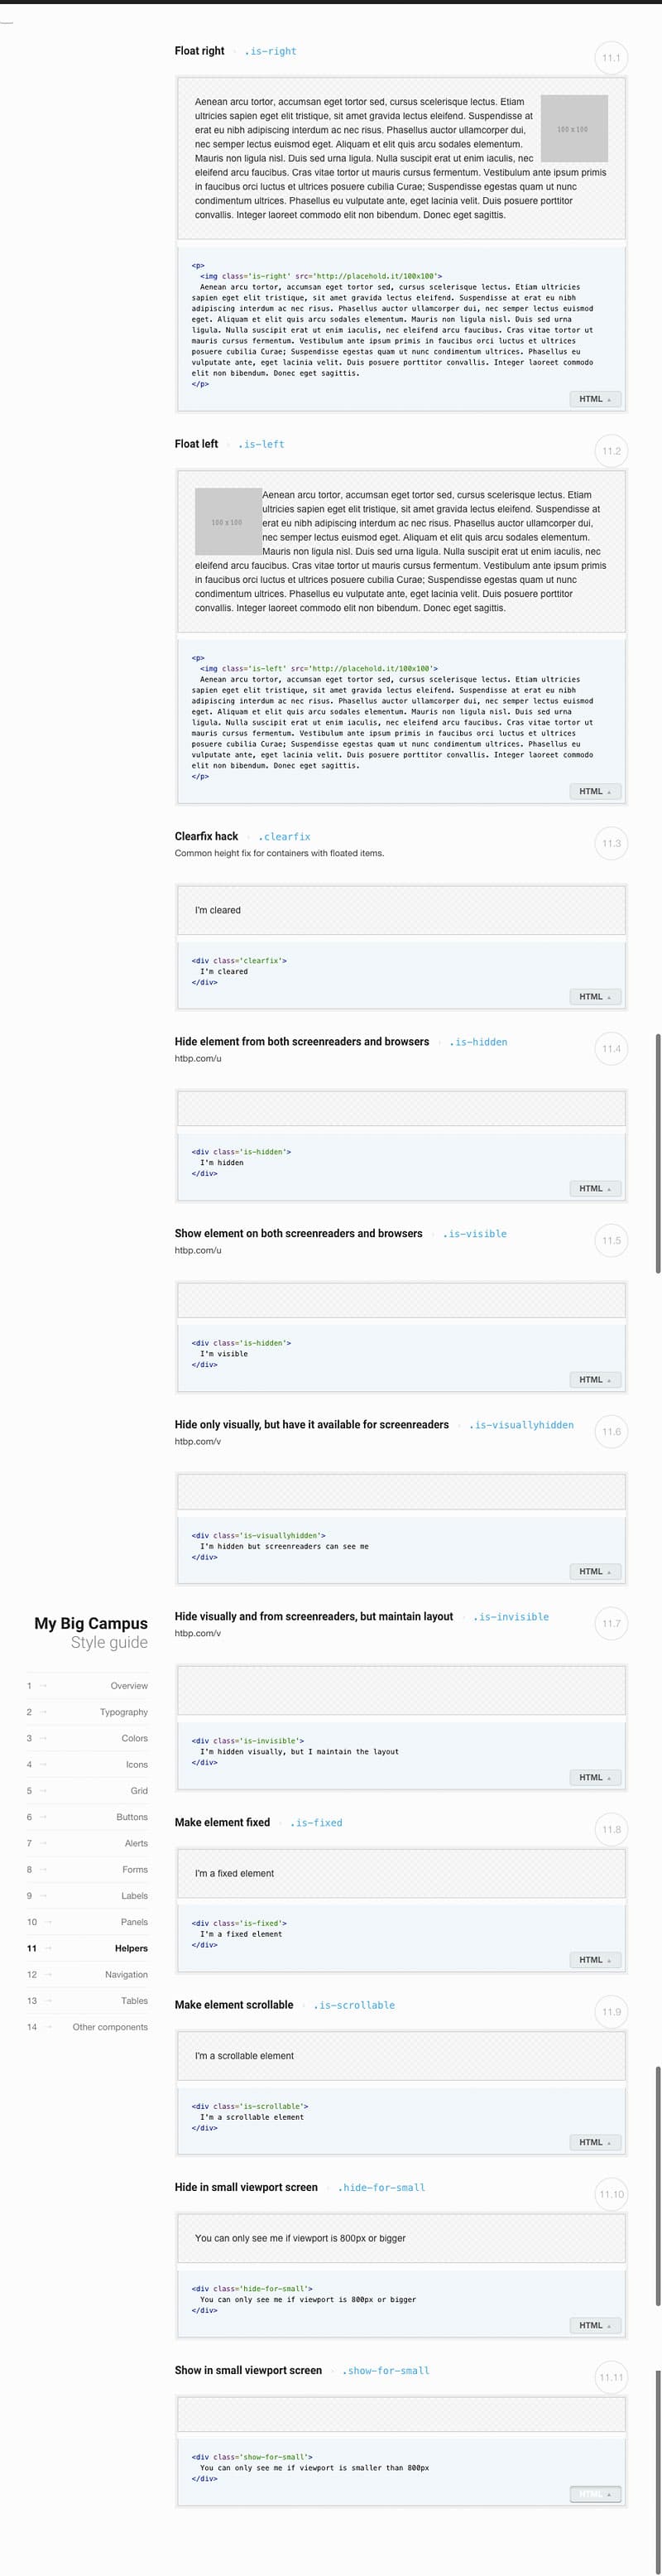 Float right · .is-right
11.1
Aenean arcu tortor, accumsan eget tortor sed, cursus scelerisque lectus. Etiam
ultricies sapien eget elit tristique, sit amet gravida lectus eleifend. Suspendisse at
erat eu nibh adipiscing interdum ac nec risus. Phasellus auctor ullamcorper dui,
nec semper lectus euismod eget. Aliquam et elit quis arcu sodales elementum.
Mauris non ligula nisl. Duis sed urna ligula. Nulla suscipit erat ut enim iaculis, nec
eleifend arcu faucibus. Cras vitae tortor ut mauris cursus fermentum. Vestibulum ante ipsum primis
in faucibus orci luctus et ultrices posuere cubilia Curae; Suspendisse egestas quam ut nunc
condimentum ultrices. Phasellus eu vulputate ante, eget lacinia velit. Duis posuere porttitor
convallis. Integer laoreet commodo elit non bibendum. Donec eget sagittis.
100 x 100
<p>
<img class='is-right' src='http://placehold.it/100x100'>
Aenean arcu tortor, accumsan eget tortor sed, cursus scelerisque lectus. Etiam ultricies
sapien eget elit tristique, sit amet gravida lectus eleifend. Suspendisse at erat eu nibh
adipiscing interdum ac nec risus. Phasellus auctor ullamcorper dui, nec semper lectus euismod
eget. Aliquam et elit quis arcu sodales elementum. Mauris non ligula nisl. Duis sed urna
ligula. Nulla suscipit erat ut enim iaculis, nec eleifend arcu faucibus. Cras vitae tortor ut
mauris cursus fermentum. Vestibulum ante ipsum primis in faucibus orci luctus et ultrices
posuere cubilia Curae; Suspendisse egestas quam ut nunc condimentum ultrices. Phasellus eu
vulputate ante, eget lacinia velit. Duis posuere porttitor convallis. Integer laoreet commodo
elit non bibendum. Donec eget sagittis.
</p>
HTML
Float left · .is-left
11.2
100 x 100
Aenean arcu tortor, accumsan eget tortor sed, cursus scelerisque lectus. Etiam
ultricies sapien eget elit tristique, sit amet gravida lectus eleifend. Suspendisse at
erat eu nibh adipiscing interdum ac nec risus. Phasellus auctor ullamcorper dui,
nec semper lectus euismod eget. Aliquam et elit quis arcu sodales elementum.
Mauris non ligula nisl. Duis sed urna ligula. Nulla suscipit erat ut enim iaculis, nec
eleifend arcu faucibus. Cras vitae tortor ut mauris cursus fermentum. Vestibulum ante ipsum primis
in faucibus orci luctus et ultrices posuere cubilia Curae; Suspendisse egestas quam ut nunc
condimentum ultrices. Phasellus eu vulputate ante, eget lacinia velit. Duis posuere porttitor
convallis. Integer laoreet commodo elit non bibendum. Donec eget sagittis.
<p>
<img class='is-left' src='http://placehold.it/100x100'>
Aenean arcu tortor, accumsan eget tortor sed, cursus scelerisque lectus. Etiam ultricies
sapien eget elit tristique, sit amet gravida lectus eleifend. Suspendisse at erat eu nibh
adipiscing interdum ac nec risus. Phasellus auctor ullamcorper dui, nec semper lectus euismod
eget. Aliquam et elit quis arcu sodales elementum. Mauris non ligula nisl. Duis sed urna
ligula. Nulla suscipit erat ut enim iaculis, nec eleifend arcu faucibus. Cras vitae tortor ut
mauris cursus fermentum. Vestibulum ante ipsum primis in faucibus orci luctus et ultrices
posuere cubilia Curae; Suspendisse egestas quam ut nunc condimentum ultrices. Phasellus eu
vulputate ante, eget lacinia velit. Duis posuere porttitor convallis. Integer laoreet commodo
elit non bibendum. Donec eget sagittis.
</p>
HTML
Clearfix hack · .clearfix
11.3
Common height fix for containers with floated items.
I'm cleared
<div class='clearfix'>
I'm cleared
</div>
HTML
Hide element from both screenreaders and browsers · .is-hidden
11.4
htbp.com/u
<div class='is-hidden'>
I'm hidden
</div>
HTML
Show element on both screenreaders and browsers · .is-visible
11.5
htbp.com/u
<div class='is-hidden'>
I'm visible
</div>
HTML
Hide only visually, but have it available for screenreaders · .is-visuallyhidden
11.6
htbp.com/v
<div class='is-visuallyhidden'>
I'm hidden but screenreaders can see me
</div>
HTML
My Big Campus
Style guide
1 → Overview
2 → Typography
3 → Colors
4 → Icons
5 → Grid
6 → Buttons
7 → Alerts
8 → Forms
9 → Labels
10 → Panels
11 → Helpers
12 → Navigation
13 → Tables
14 → Other components
Hide visually and from screenreaders, but maintain layout · .is-invisible
11.7
htbp.com/v
<div class='is-invisible'>
I'm hidden visually, but I maintain the layout
</div>
HTML
Make element fixed · .is-fixed
11.8
I'm a fixed element
<div class='is-fixed'>
I'm a fixed element
</div>
HTML
Make element scrollable · .is-scrollable
11.9
I'm a scrollable element
<div class='is-scrollable'>
I'm a scrollable element
</div>
HTML
Hide in small viewport screen · .hide-for-small
11.10
You can only see me if viewport is 800px or bigger
<div class='hide-for-small'>
You can only see me if viewport is 800px or bigger
</div>
HTML
Show in small viewport screen · .show-for-small
11.11
<div class='show-for-small'>
You can only see me if viewport is smaller than 800px
</div>
HTML